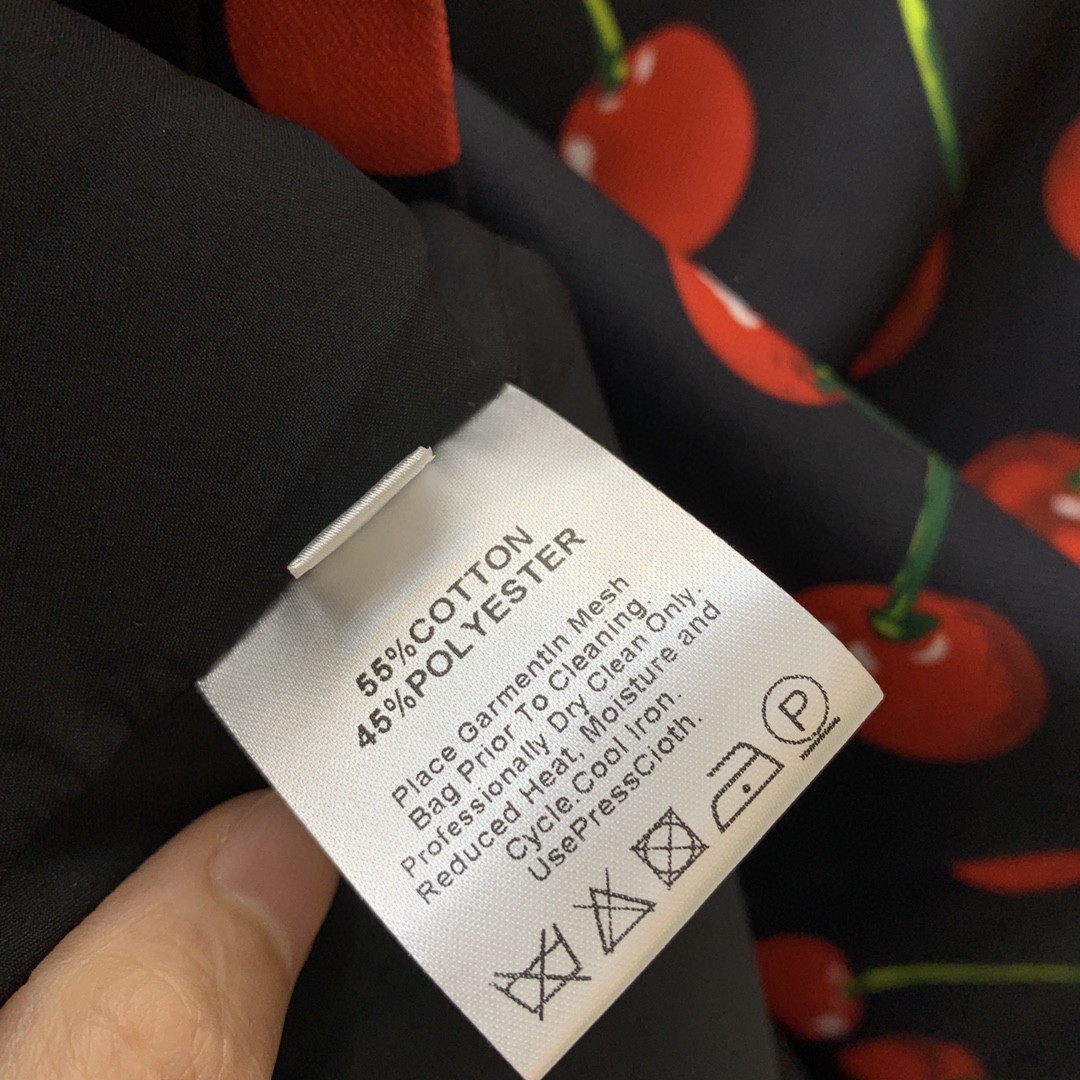 55%COTTON
45%POLYESTER
Place GarmentIn Mesh
Bag Prior To Cleaning
Professionally Dry Clean Only.
Reduced Heat, Moisture and
Cycle.Cool Iron.
UsePressCloth.
P